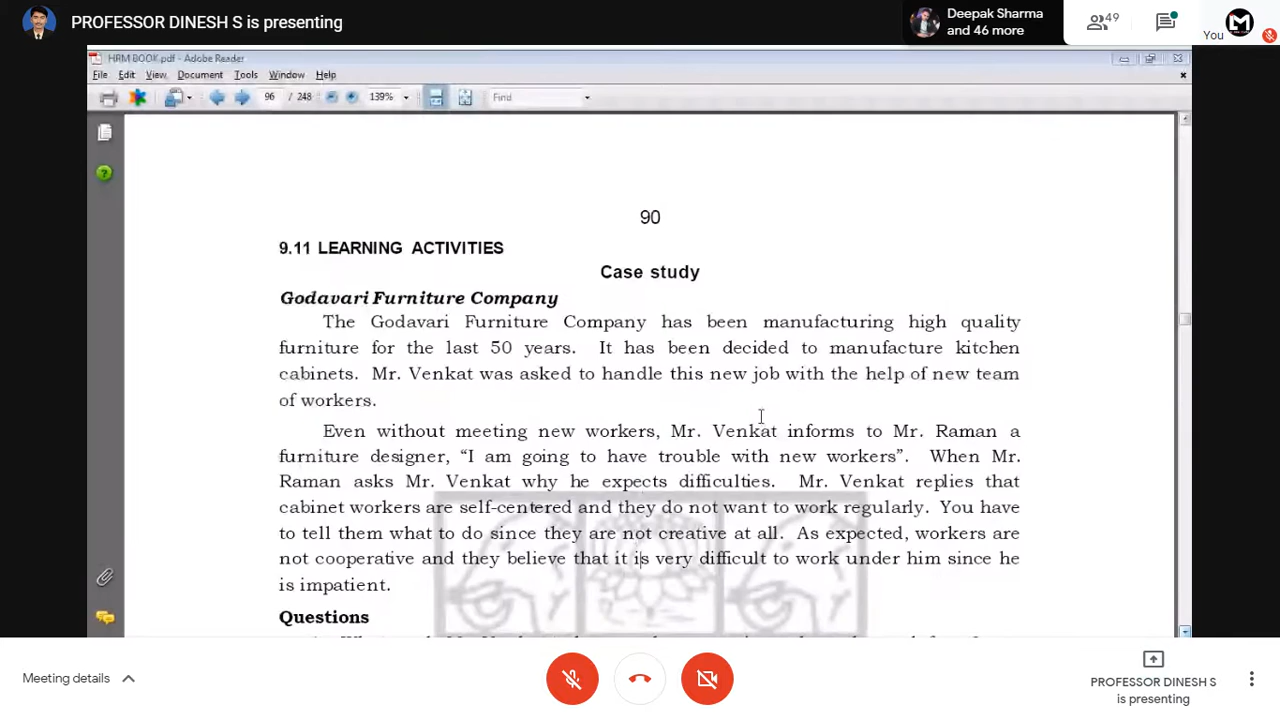 PROFESSOR DINESH S is presenting
Deepak Sharma
and 46 more
49
You
HRM BOOK.pdf - Adobe Reader
File Edit View Document Tools Window Help
96 / 248 139% Find
90
9.11 LEARNING ACTIVITIES
Case study
Godavari Furniture Company
The Godavari Furniture Company has been manufacturing high quality
furniture for the last 50 years. It has been decided to manufacture kitchen
cabinets. Mr. Venkat was asked to handle this new job with the help of new team
of workers.
Even without meeting new workers, Mr. Venkat informs to Mr. Raman a
furniture designer, “I am going to have trouble with new workers”. When Mr.
Raman asks Mr. Venkat why he expects difficulties. Mr. Venkat replies that
cabinet workers are self-centered and they do not want to work regularly. You have
to tell them what to do since they are not creative at all. As expected, workers are
not cooperative and they believe that it is very difficult to work under him since he
is impatient.
Questions
Meeting details
PROFESSOR DINESH S
is presenting